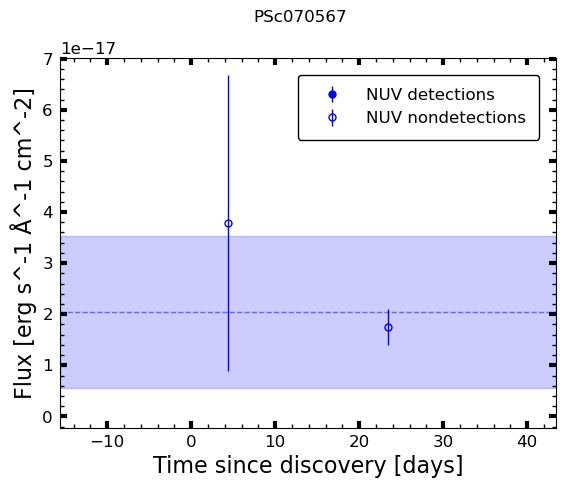 PSc070567
1e−17
7
6
5
4
3
2
1
0
NUV detections
NUV nondetections
Flux [erg s^-1 Å^-1 cm^-2]
−10 0 10 20 30 40
Time since discovery [days]